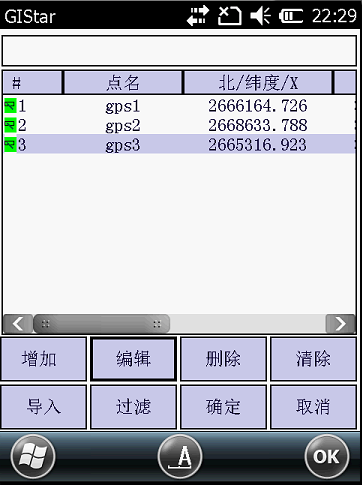 GIStar 22:29
# 点名 北/纬度/X
1 gps1 2666164.726
2 gps2 2668633.788
3 gps3 2665316.923
增加 编辑 删除 清除
导入 过滤 确定 取消
A OK